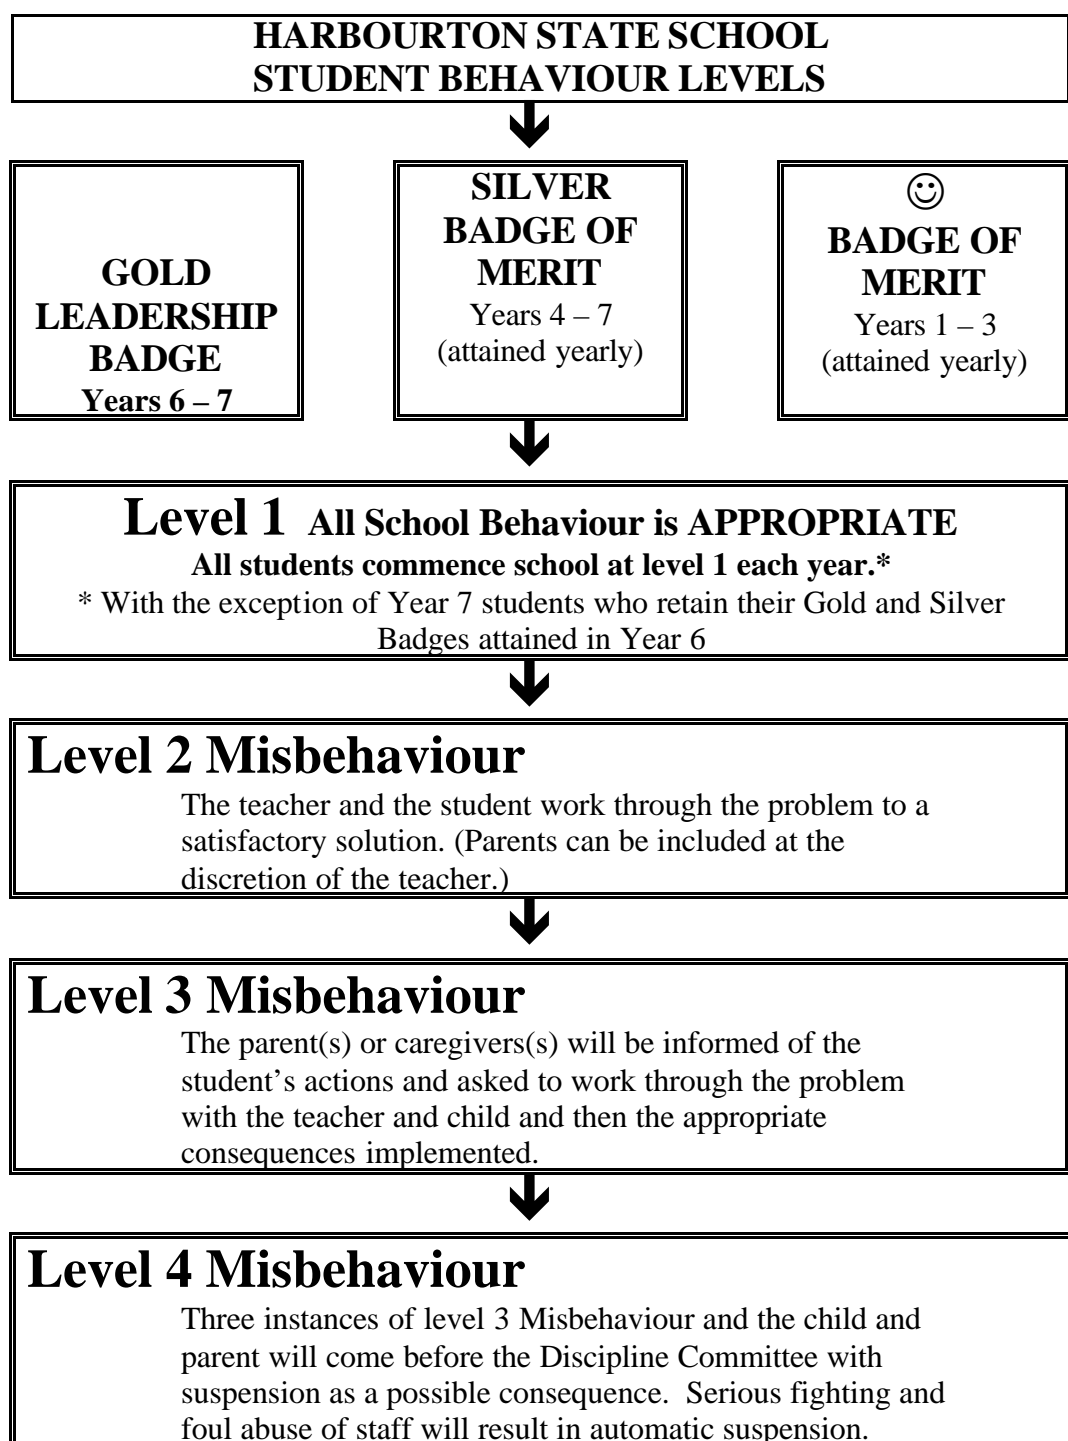 HARBOURTON STATE SCHOOL
STUDENT BEHAVIOUR LEVELS
GOLD
LEADERSHIP
BADGE
Years 6 – 7
SILVER
BADGE OF
MERIT
Years 4 – 7
(attained yearly)
BADGE OF
MERIT
Years 1 – 3
(attained yearly)
Level 1 All School Behaviour is APPROPRIATE
All students commence school at level 1 each year.*
* With the exception of Year 7 students who retain their Gold and Silver
Badges attained in Year 6
Level 2 Misbehaviour
The teacher and the student work through the problem to a
satisfactory solution. (Parents can be included at the
discretion of the teacher.)
Level 3 Misbehaviour
The parent(s) or caregivers(s) will be informed of the
student’s actions and asked to work through the problem
with the teacher and child and then the appropriate
consequences implemented.
Level 4 Misbehaviour
Three instances of level 3 Misbehaviour and the child and
parent will come before the Discipline Committee with
suspension as a possible consequence.  Serious fighting and
foul abuse of staff will result in automatic suspension.